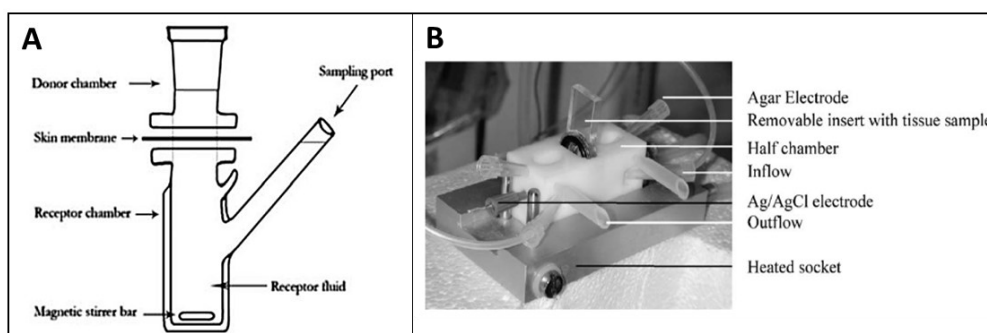 A
Donor chamber
Sampling port
Skin membrane
Receptor chamber
Receptor fluid
Magnetic stirrer bar
B
Agar Electrode
Removable insert with tissue sample
Half chamber
Inflow
Ag/AgCl electrode
Outflow
Heated socket